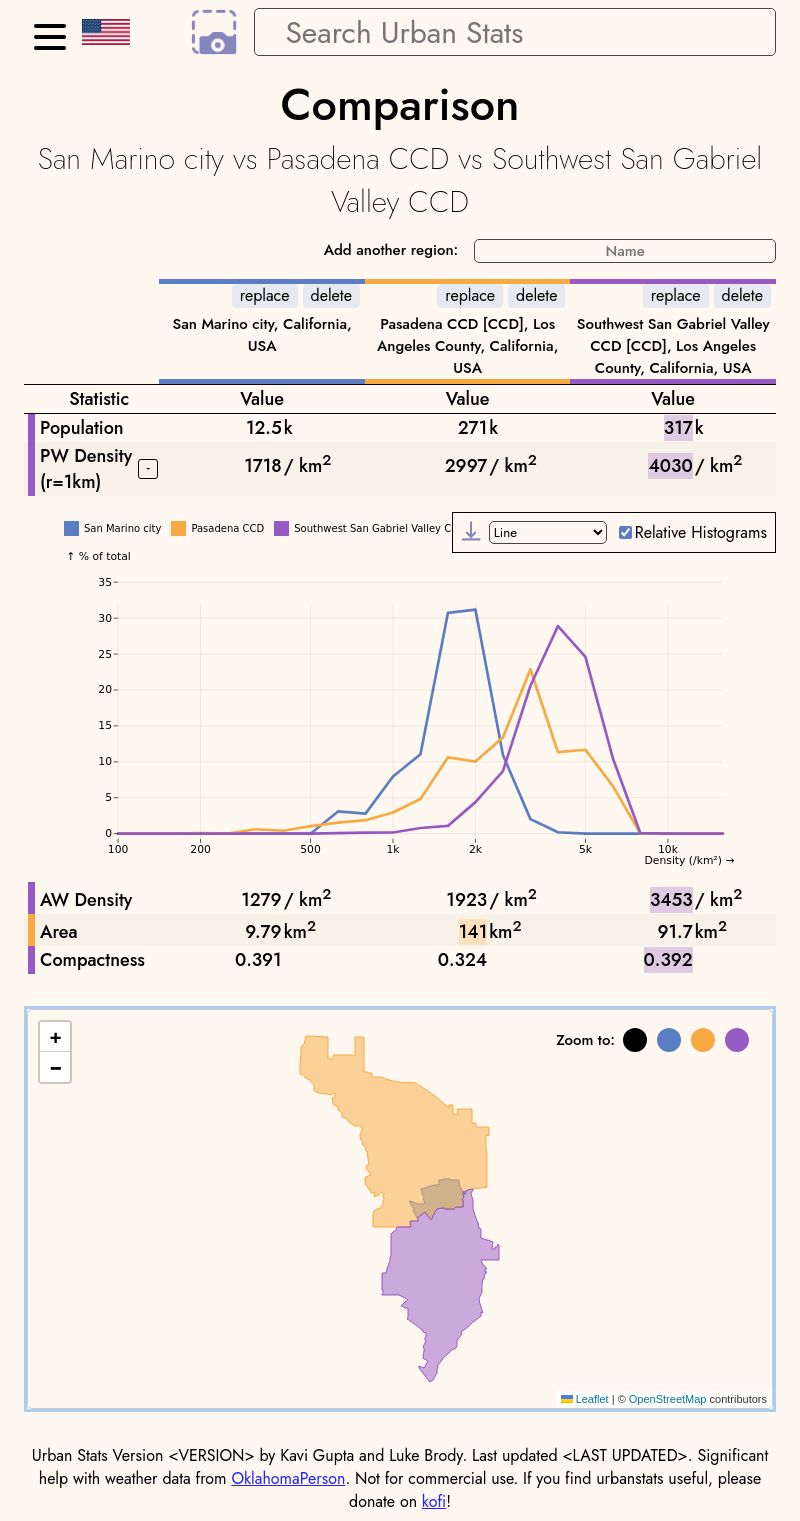 Search Urban Stats
Comparison
San Marino city vs Pasadena CCD vs Southwest San Gabriel
Valley CCD
Add another region: Name
replace delete replace delete replace delete
San Marino city, California,
USA
Pasadena CCD [CCD], Los
Angeles County, California,
USA
Southwest San Gabriel Valley
CCD [CCD], Los Angeles
County, California, USA
Statistic Value Value Value
Population 12.5k 271k 317k
PW Density
(r=1km) - 1718 / km2 2997 / km2 4030 / km2
San Marino city Pasadena CCD Southwest San Gabriel Valley C
Line Relative Histograms
↑ % of total
35
30
25
20
15
10
5
0
100 200 500 1k 2k 5k 10k
Density (/km²) →
AW Density 1279 / km2 1923 / km2 3453 / km2
Area 9.79 km2 141 km2 91.7 km2
Compactness 0.391 0.324 0.392
+
−
Zoom to:
Leaflet | © OpenStreetMap contributors
Urban Stats Version <VERSION> by Kavi Gupta and Luke Brody. Last updated <LAST UPDATED>. Significant
help with weather data from OklahomaPerson. Not for commercial use. If you find urbanstats useful, please
donate on kofi!